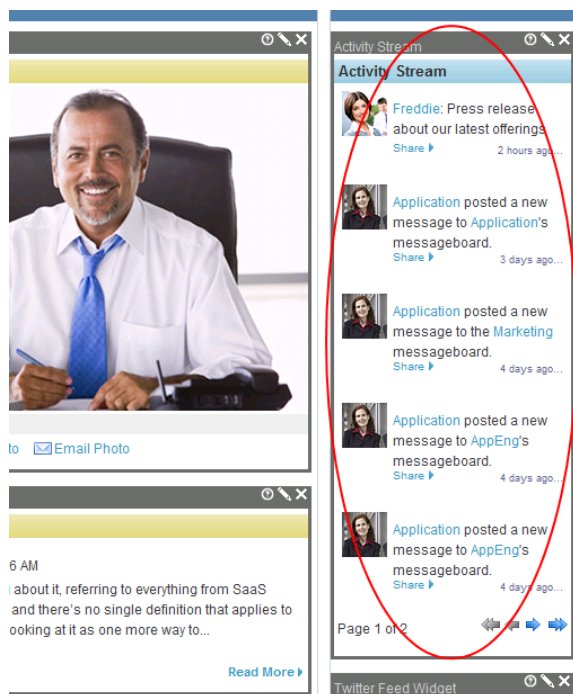 to Email Photo
6 AM
about it, referring to everything from SaaS
and there's no single definition that applies to
ooking at it as one more way to...
Read More
Activity Stream
Activity Stream
Freddie: Press release
about our latest offerings
Share
2 hours ago...
Application posted a new
message to Application's
messageboard.
Share
3 days ago...
Application posted a new
message to the Marketing
messageboard.
Share
4 days ago...
Application posted a new
message to AppEng's
messageboard.
Share
4 days ago...
Application posted a new
message to AppEng's
messageboard.
Share
4 days ago...
Page 1 of 2
Twitter Feed Widget